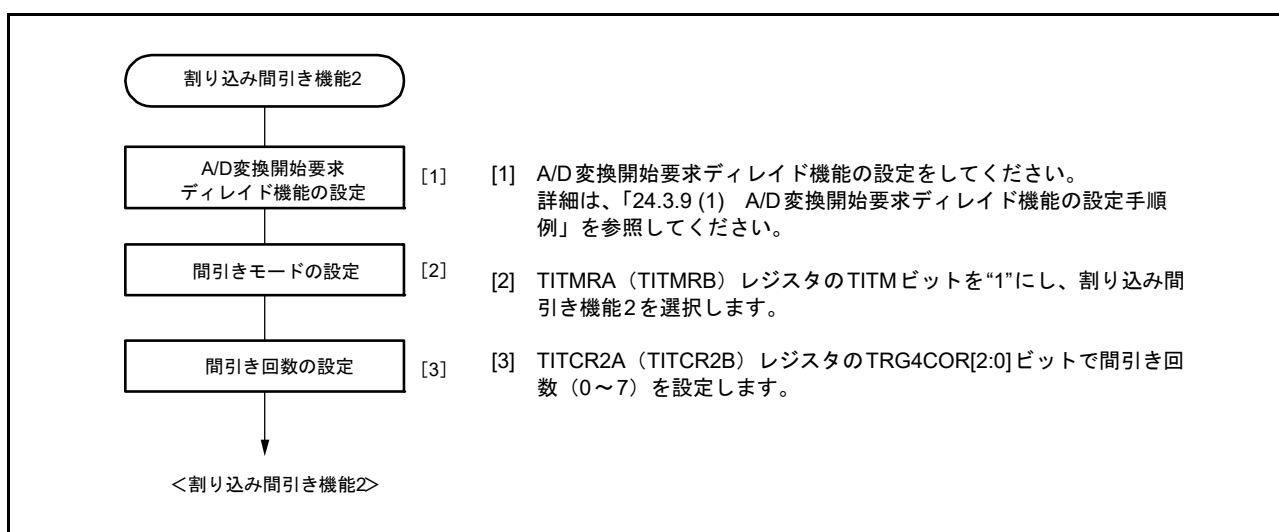 割り込み間引き機能2
A/D変換開始要求
ディレイド機能の設定
[1]
間引きモードの設定
[2]
間引き回数の設定
[3]
<割り込み間引き機能2>
[1] A/D変換開始要求ディレイド機能の設定をしてください。
詳細は、「24.3.9 (1) A/D変換開始要求ディレイド機能の設定手順
例」を参照してください。
[2] TITMRA（TITMRB）レジスタのTITMビットを“1”にし、割り込み間
引き機能2を選択します。
[3] TITCR2A（TITCR2B）レジスタのTRG4COR[2:0]ビットで間引き回
数（0～7）を設定します。